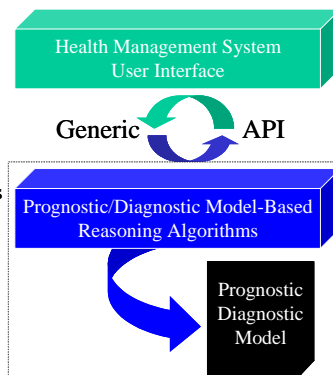 Health Management System
User Interface
Generic API
s
Prognostic/Diagnostic Model-Based
Reasoning Algorithms
Prognostic
Diagnostic
Model